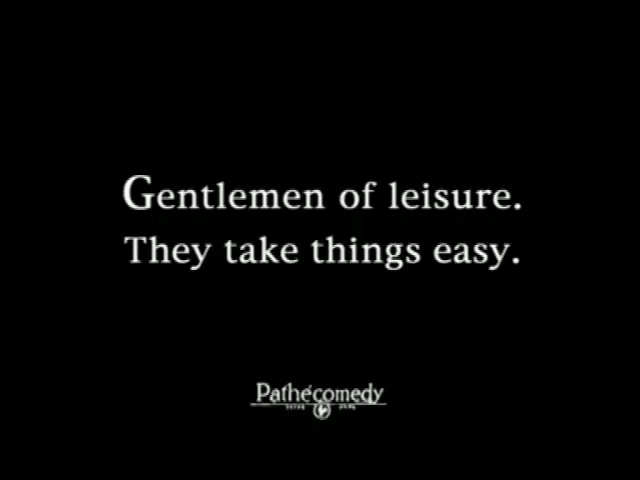 Gentlemen of leisure.
They take things easy.
Pathécomedy